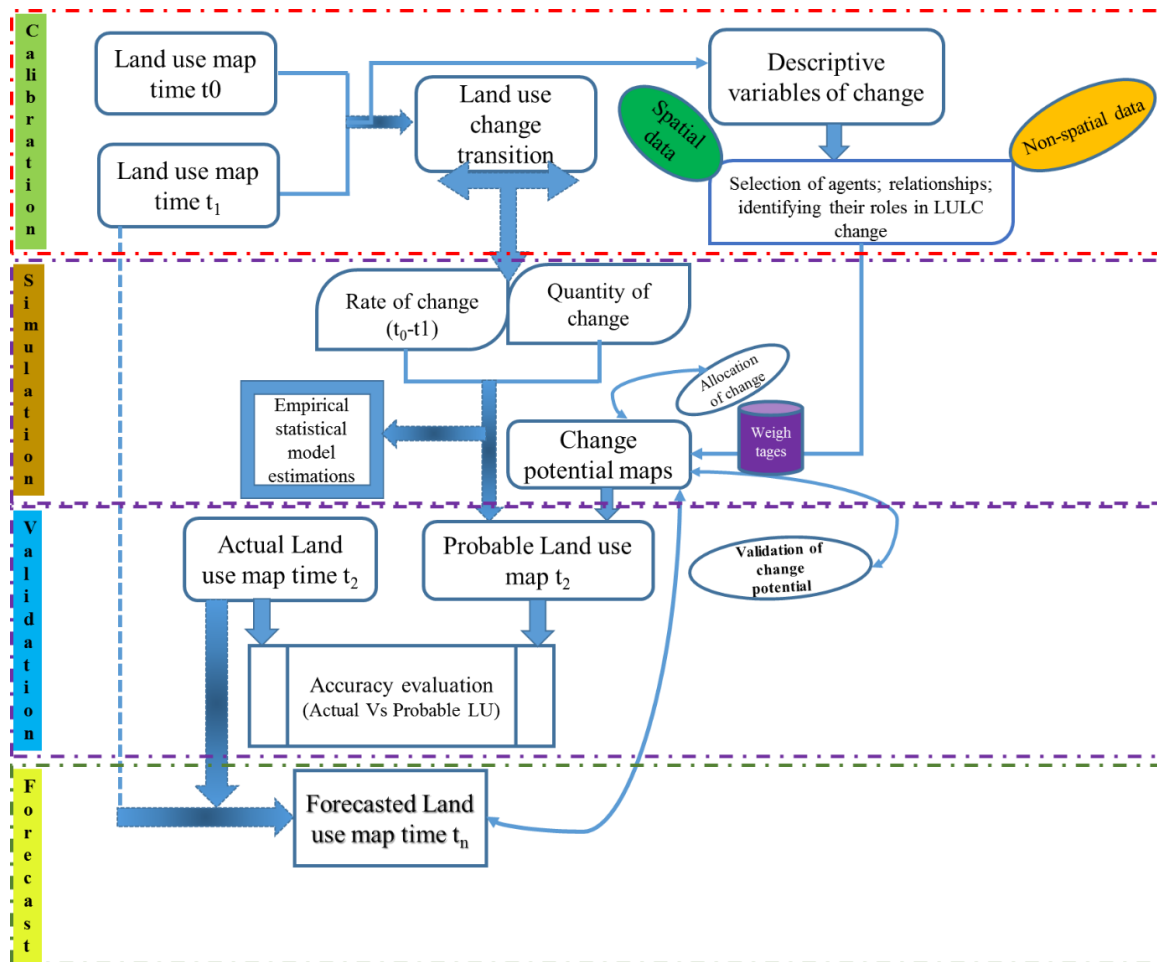 Calibration
Land use map
time t0
Land use map
time t₁
Land use
change
transition
Descriptive
variables of change
Spatial
data
Non-spatial data
Selection of agents; relationships;
identifying their roles in LULC
change
Simulation
Rate of change
(t₀-t1)
Quantity of
change
Empirical
statistical
model
estimations
Allocation
of change
Change
potential maps
Weigh
tages
Validation
Actual Land
use map time t₂
Probable Land use
map t₂
Validation of
change
potential
Accuracy evaluation
(Actual Vs Probable LU)
Forecast
Forecasted Land
use map time tₙ